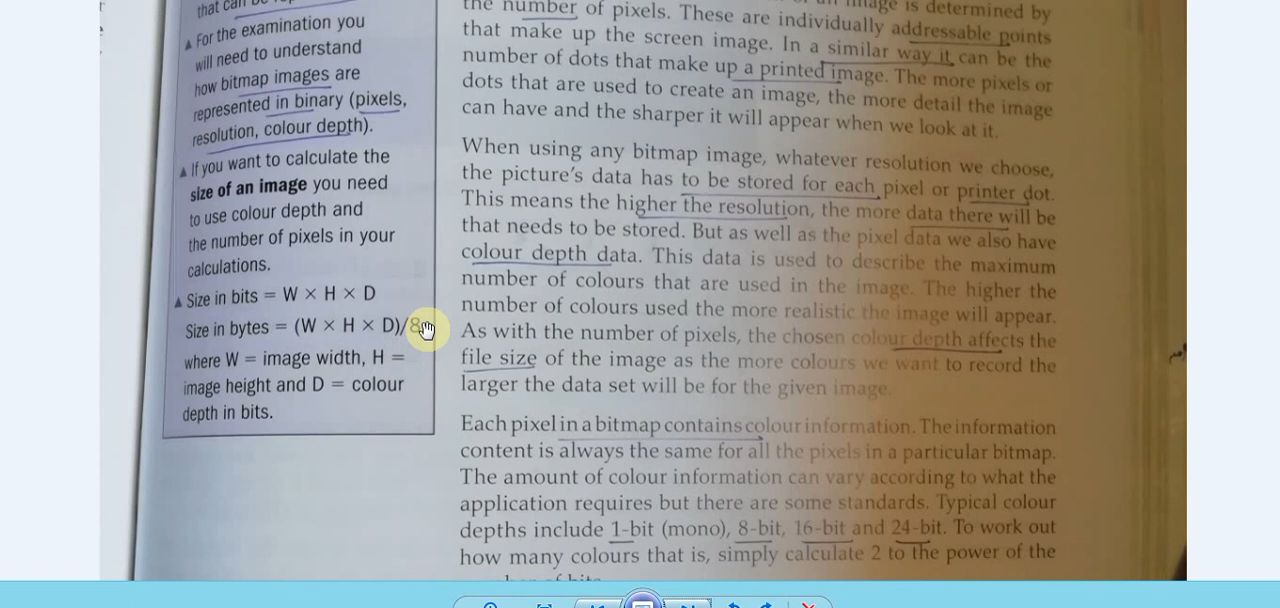 that can be
▲ For the examination you
will need to understand
how bitmap images are
represented in binary (pixels,
resolution, colour depth).
▲ If you want to calculate the
size of an image you need
to use colour depth and
the number of pixels in your
calculations.
▲ Size in bits = W × H × D
Size in bytes = (W × H × D)/8
where W = image width, H =
image height and D = colour
depth in bits.
image is determined by
the number of pixels. These are individually addressable points
that make up the screen image. In a similar way it can be the
number of dots that make up a printed image. The more pixels or
dots that are used to create an image, the more detail the image
can have and the sharper it will appear when we look at it.
When using any bitmap image, whatever resolution we choose,
the picture's data has to be stored for each pixel or printer dot.
This means the higher the resolution, the more data there will be
that needs to be stored. But as well as the pixel data we also have
colour depth data. This data is used to describe the maximum
number of colours that are used in the image. The higher the
number of colours used the more realistic the image will appear.
As with the number of pixels, the chosen colour depth affects the
file size of the image as the more colours we want to record the
larger the data set will be for the given image.
Each pixel in a bitmap contains colour information. The information
content is always the same for all the pixels in a particular bitmap.
The amount of colour information can vary according to what the
application requires but there are some standards. Typical colour
depths include 1-bit (mono), 8-bit, 16-bit and 24-bit. To work out
how many colours that is, simply calculate 2 to the power of the